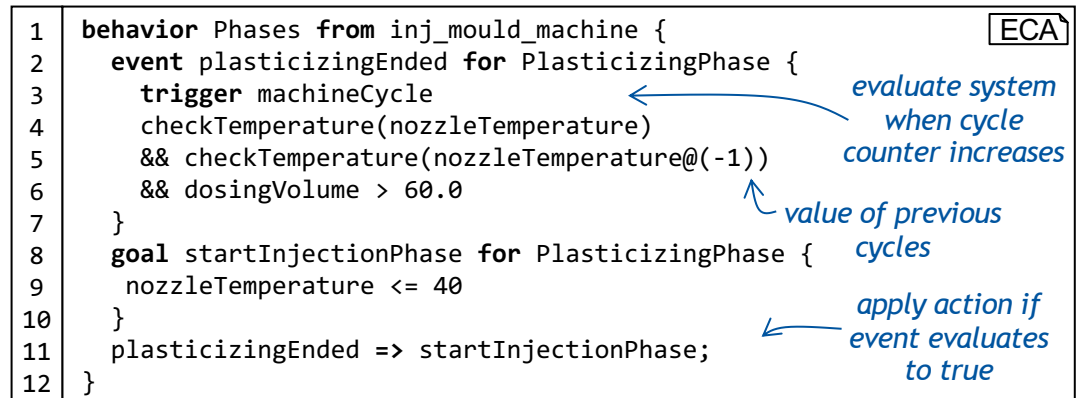 1 behavior Phases from inj_mould_machine { ECA
2 event plasticizingEnded for PlasticizingPhase {
3 trigger machineCycle
4 checkTemperature(nozzleTemperature)
5 && checkTemperature(nozzleTemperature@(-1))
6 && dosingVolume > 60.0
7 }
8 goal startInjectionPhase for PlasticizingPhase {
9 nozzleTemperature <= 40
10 }
11 plasticizingEnded => startInjectionPhase;
12 }
evaluate system
when cycle
counter increases
value of previous
cycles
apply action if
event evaluates
to true